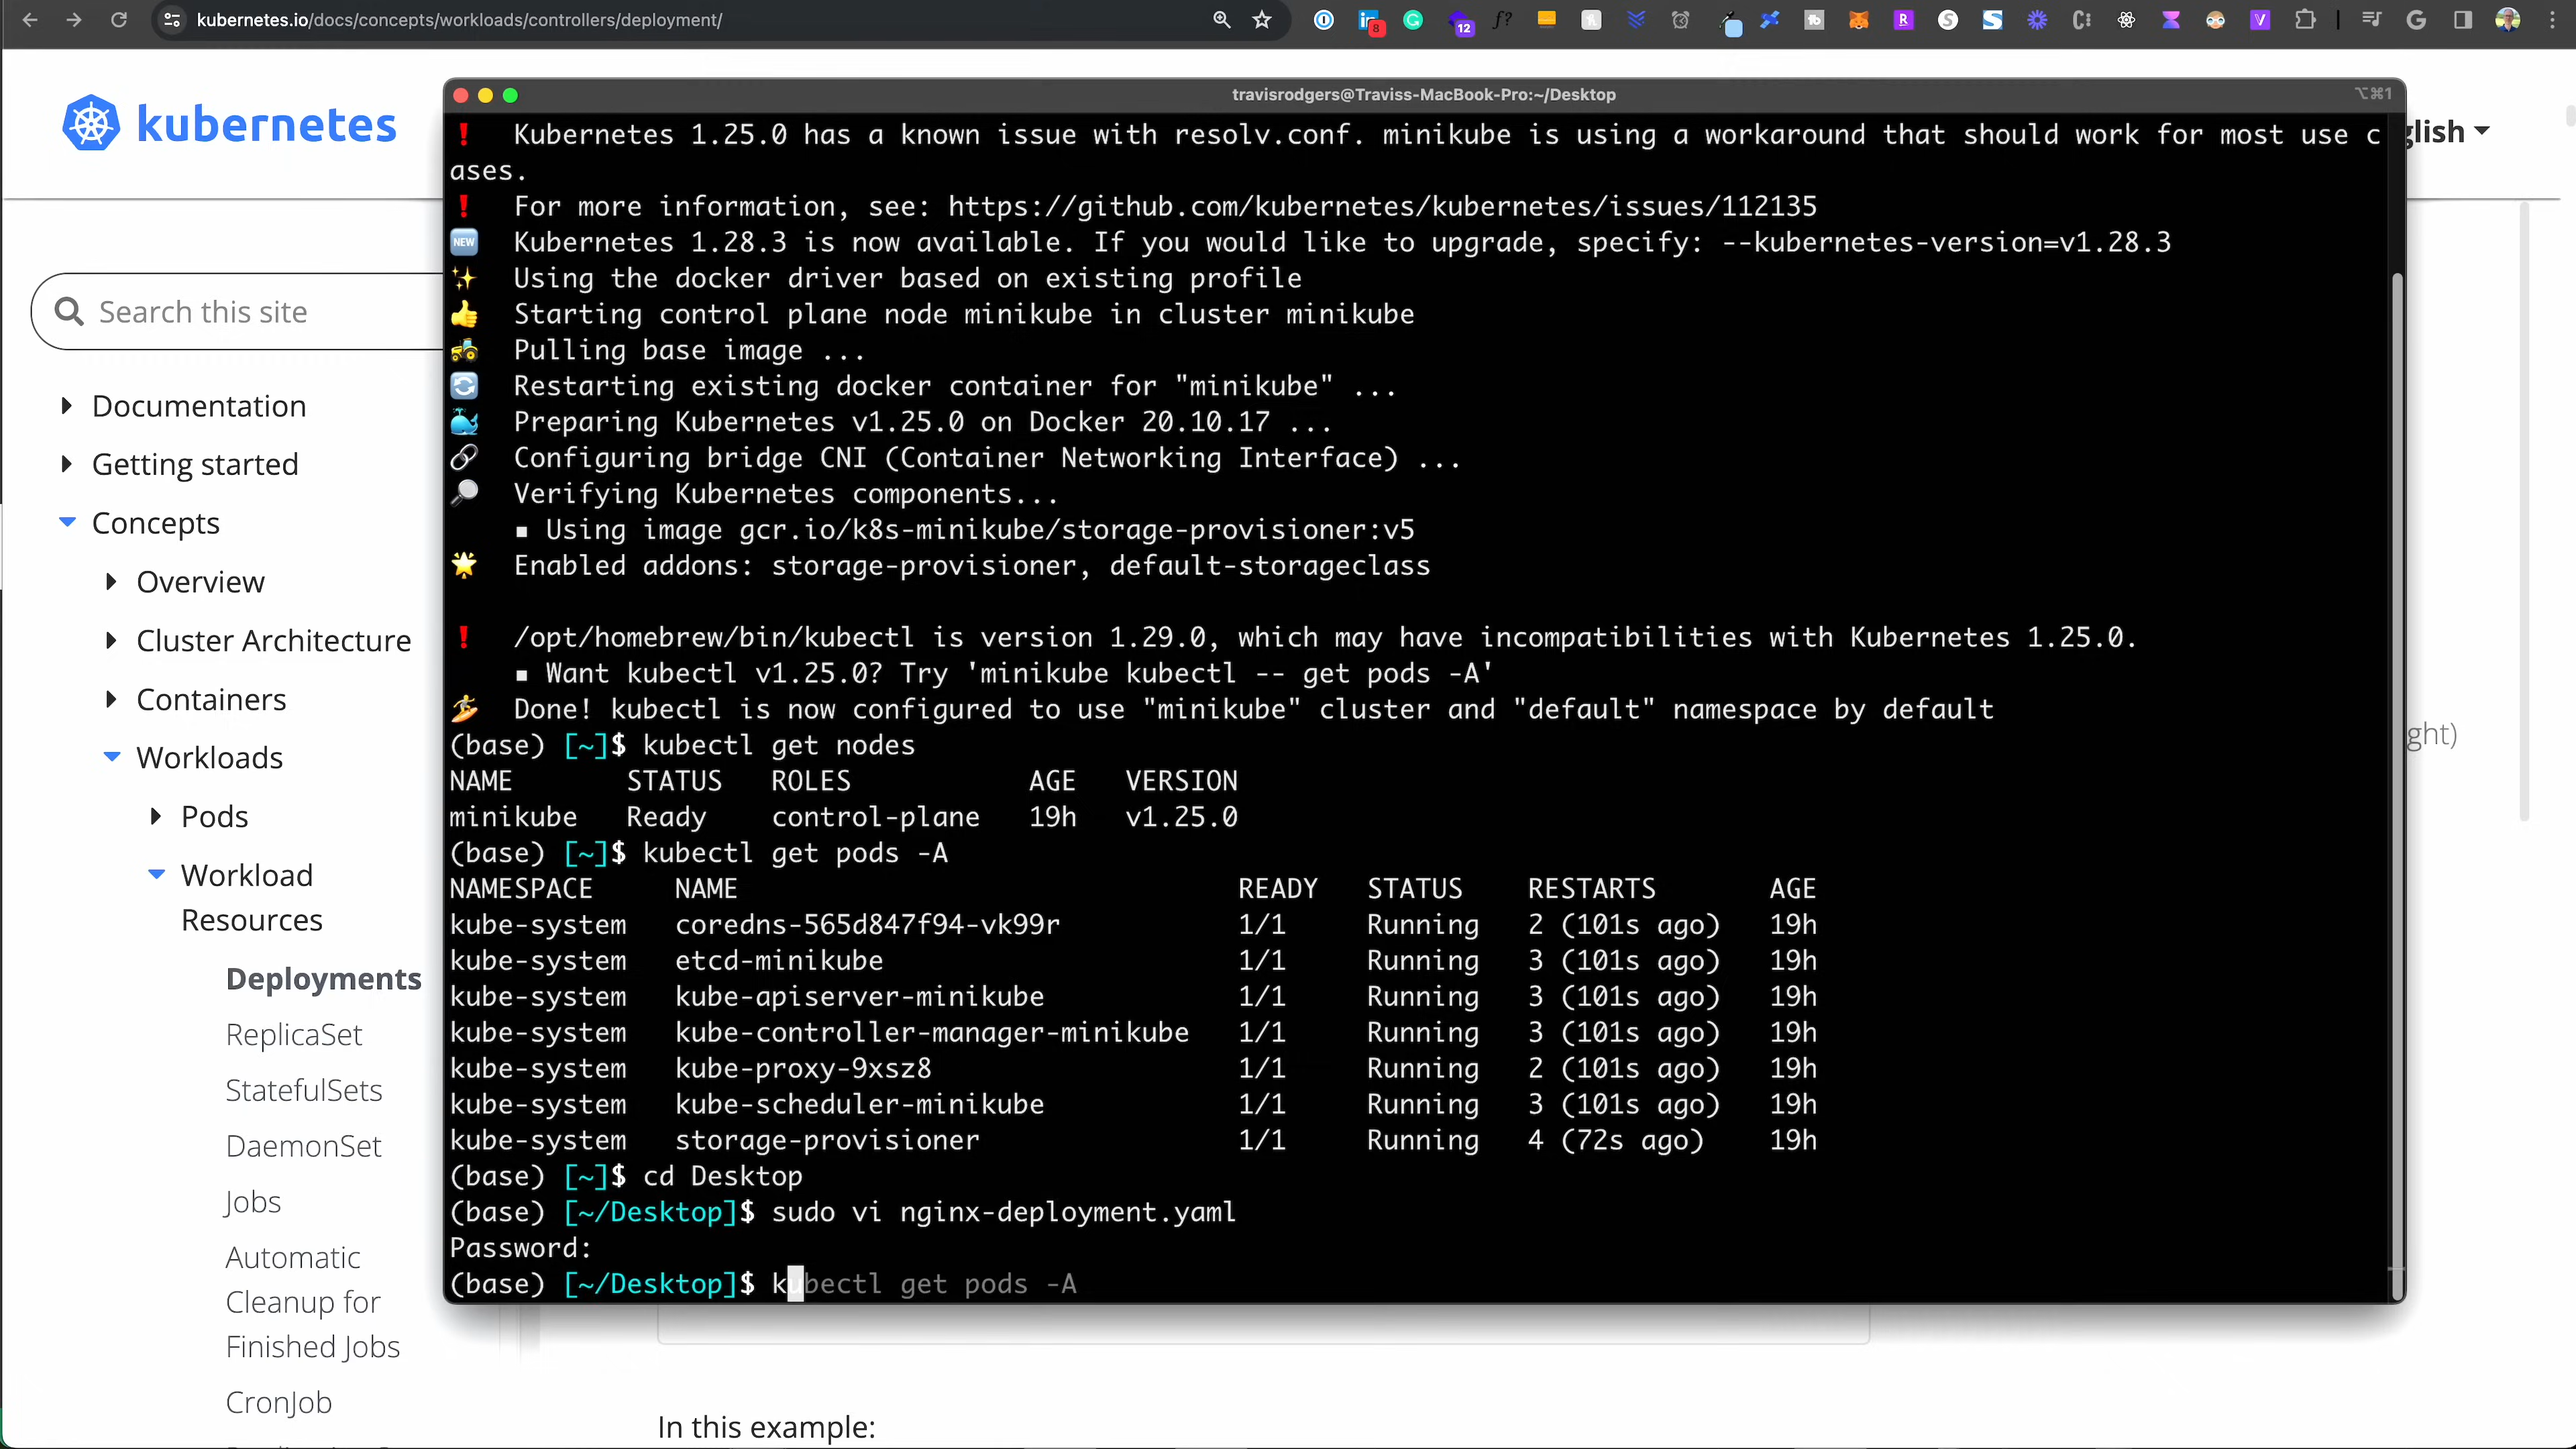 kubernetes.io/docs/concepts/workloads/controllers/deployment/
8
12
kubernetes
glish
Search this site
Documentation
Getting started
Concepts
Overview
Cluster Architecture
Containers
Workloads
Pods
Workload
Resources
Deployments
ReplicaSet
StatefulSets
DaemonSet
Jobs
Automatic
Cleanup for
Finished Jobs
CronJob
travisrodgers@Traviss-MacBook-Pro:~/Desktop
⌥⌘1
! Kubernetes 1.25.0 has a known issue with resolv.conf. minikube is using a workaround that should work for most use c
ases.
! For more information, see: https://github.com/kubernetes/kubernetes/issues/112135
NEW Kubernetes 1.28.3 is now available. If you would like to upgrade, specify: --kubernetes-version=v1.28.3
Using the docker driver based on existing profile
Starting control plane node minikube in cluster minikube
Pulling base image ...
Restarting existing docker container for "minikube" ...
Preparing Kubernetes v1.25.0 on Docker 20.10.17 ...
Configuring bridge CNI (Container Networking Interface) ...
Verifying Kubernetes components...
▪ Using image gcr.io/k8s-minikube/storage-provisioner:v5
Enabled addons: storage-provisioner, default-storageclass
! /opt/homebrew/bin/kubectl is version 1.29.0, which may have incompatibilities with Kubernetes 1.25.0.
▪ Want kubectl v1.25.0? Try 'minikube kubectl -- get pods -A'
Done! kubectl is now configured to use "minikube" cluster and "default" namespace by default
(base) [~]$ kubectl get nodes
NAME STATUS ROLES AGE VERSION
minikube Ready control-plane 19h v1.25.0
(base) [~]$ kubectl get pods -A
NAMESPACE NAME READY STATUS RESTARTS AGE
kube-system coredns-565d847f94-vk99r 1/1 Running 2 (101s ago) 19h
kube-system etcd-minikube 1/1 Running 3 (101s ago) 19h
kube-system kube-apiserver-minikube 1/1 Running 3 (101s ago) 19h
kube-system kube-controller-manager-minikube 1/1 Running 3 (101s ago) 19h
kube-system kube-proxy-9xsz8 1/1 Running 2 (101s ago) 19h
kube-system kube-scheduler-minikube 1/1 Running 3 (101s ago) 19h
kube-system storage-provisioner 1/1 Running 4 (72s ago) 19h
(base) [~]$ cd Desktop
(base) [~/Desktop]$ sudo vi nginx-deployment.yaml
Password:
(base) [~/Desktop]$ kubectl get pods -A
ght)
In this example: